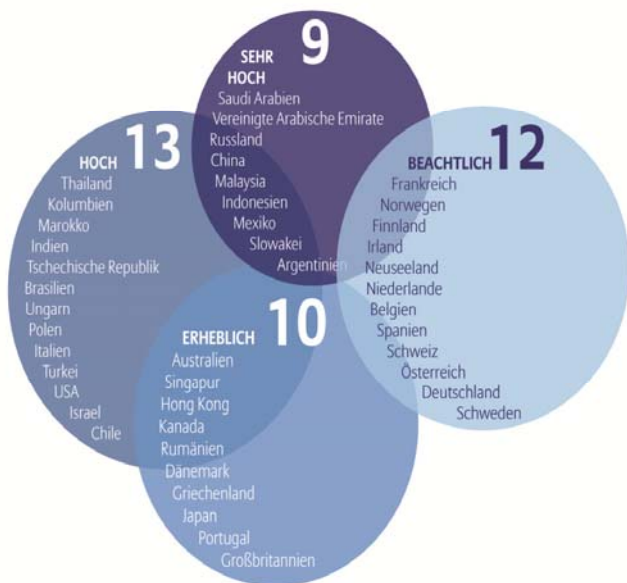 SEHR
HOCH
9
Saudi Arabien
Vereinigte Arabische Emirate
Russland
China
Malaysia
Indonesien
Mexiko
Slowakei
Argentinien
HOCH 13
Thailand
Kolumbien
Marokko
Indien
Tschechische Republik
Brasilien
Ungarn
Polen
Italien
Turkei
USA
Israel
Chile
BEACHTLICH 12
Frankreich
Norwegen
Finnland
Irland
Neuseeland
Niederlande
Belgien
Spanien
Schweiz
Österreich
Deutschland
Schweden
ERHEBLICH 10
Australien
Singapur
Hong Kong
Kanada
Rumänien
Dänemark
Griechenland
Japan
Portugal
Großbritannien